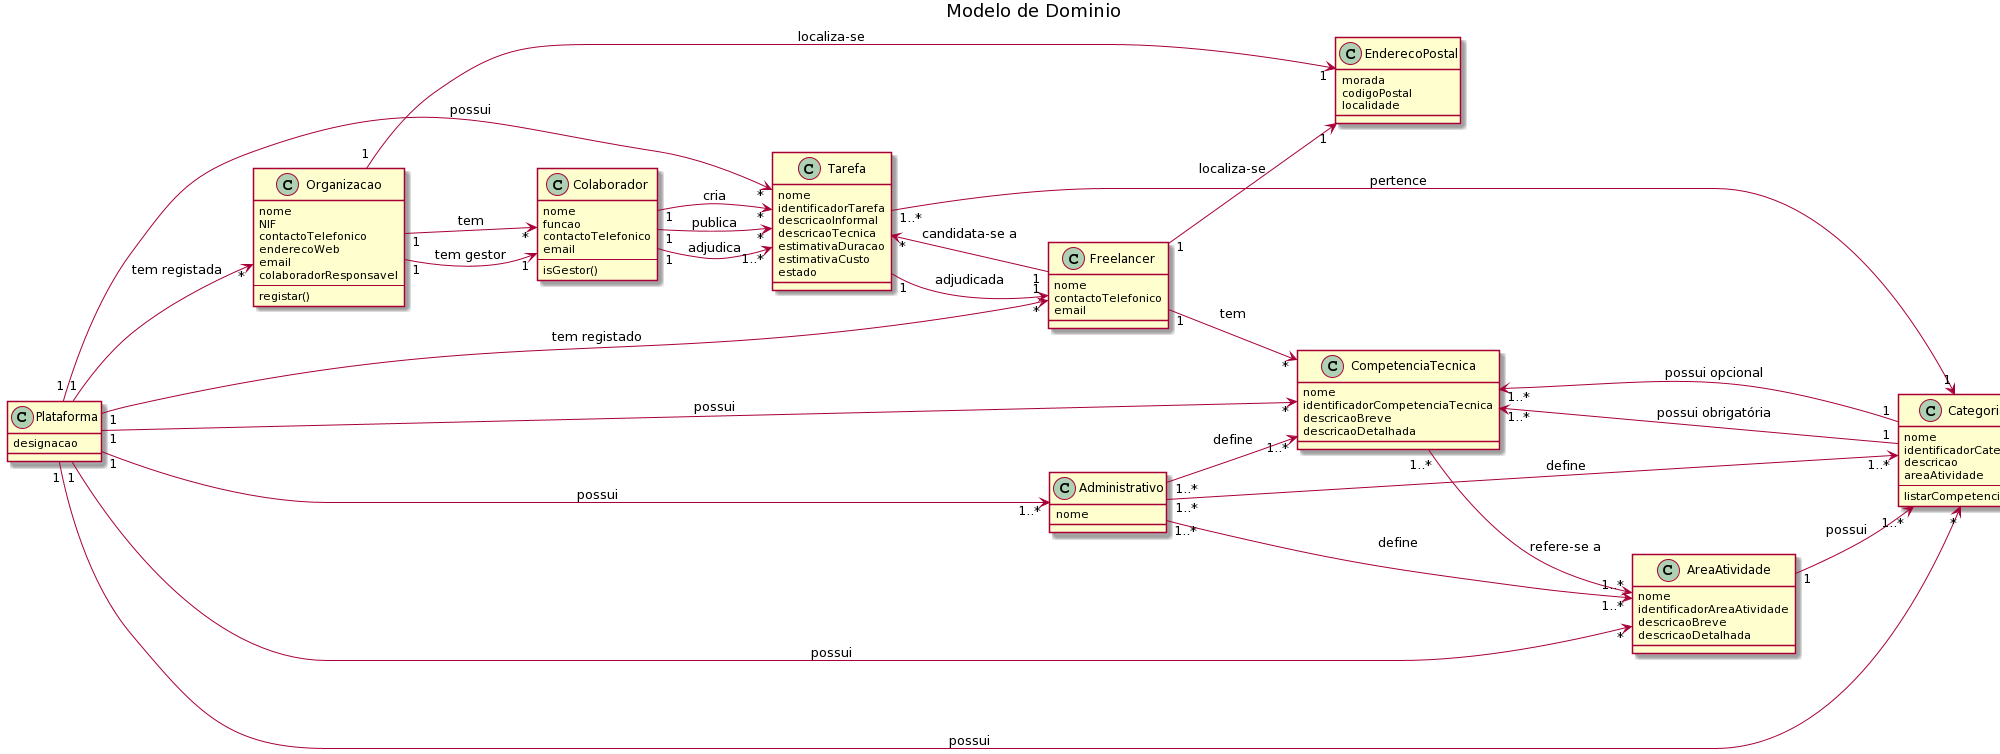 Modelo de Dominio
localiza-se
1
1
C EnderecoPostal
morada
codigoPostal
localidade
possui
1
*
C Organizacao
nome
NIF
contactoTelefonico
enderecoWeb
email
colaboradorResponsavel
registar()
tem
1
*
tem gestor
1
1
C Colaborador
nome
funcao
contactoTelefonico
email
isGestor()
cria
1
*
publica
1
*
adjudica
1
1..*
C Tarefa
nome
identificadorTarefa
descricaoInformal
descricaoTecnica
estimativaDuracao
estimativaCusto
estado
localiza-se
1
1
pertence
1..*
1
candidata-se a
*
1
adjudicada
1
1
C Freelancer
nome
contactoTelefonico
email
tem registada
1
*
tem registado
1
*
tem
1
*
C CompetenciaTecnica
nome
identificadorCompetenciaTecnica
descricaoBreve
descricaoDetalhada
possui opcional
1..*
1
possui obrigatória
1..*
1
C Plataforma
designacao
possui
1
*
possui
1
1..*
C Administrativo
nome
define
1..*
1..*
define
1..*
1..*
define
1..*
1..*
refere-se a
1..*
1..*
C AreaAtividade
nome
identificadorAreaAtividade
descricaoBreve
descricaoDetalhada
possui
1
1..*
C Categori
nome
identificadorCate
descricao
areaAtividade
listarCompetenci
possui
1
*
possui
1
*